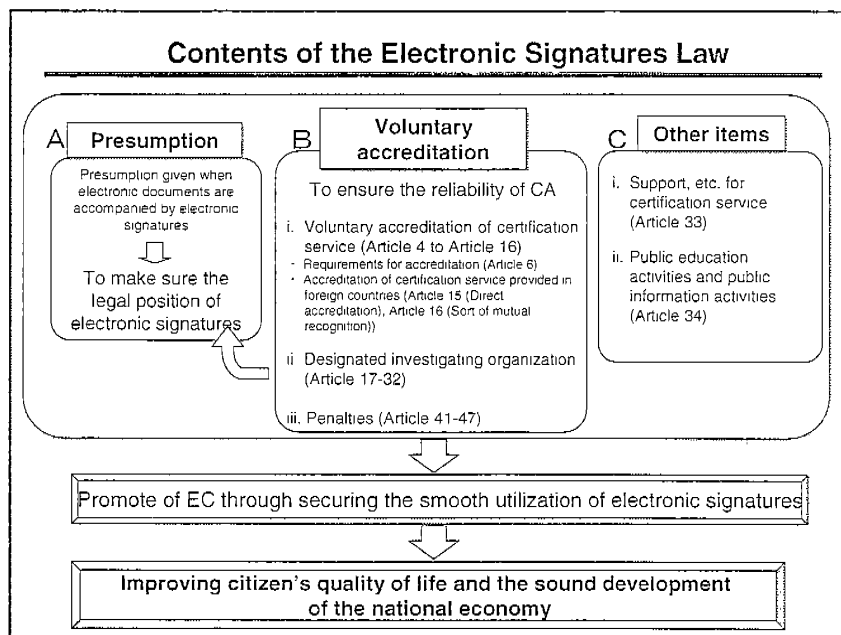 Contents of the Electronic Signatures Law
A
Presumption
Presumption given when
electronic documents are
accompanied by electronic
signatures
To make sure the
legal position of
electronic signatures
B
Voluntary
accreditation
To ensure the reliability of CA
i. Voluntary accreditation of certification
service (Article 4 to Article 16)
- Requirements for accreditation (Article 6)
- Accreditation of certification service provided in
foreign countries (Article 15 (Direct
accreditation), Article 16 (Sort of mutual
recognition))
ii Designated investigating organization
(Article 17-32)
iii. Penalties (Article 41-47)
C
Other items
i. Support, etc. for
certification service
(Article 33)
ii. Public education
activities and public
information activities
(Article 34)
Promote of EC through securing the smooth utilization of electronic signatures
Improving citizen's quality of life and the sound development
of the national economy